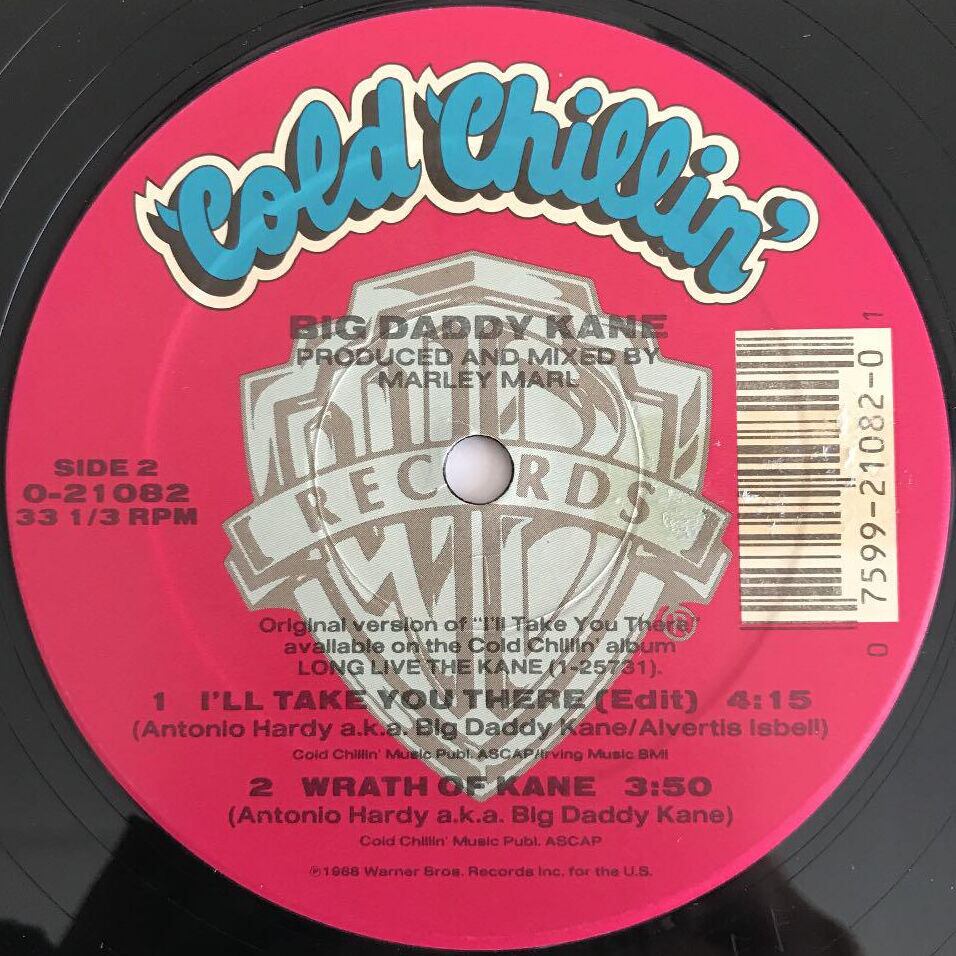 Cold Chillin'
BIG DADDY KANE
PRODUCED AND MIXED BY
MARLEY MARL
SIDE 2
0-21082
33 1/3 RPM
RECORDS
0 7599-21082-0 1
Original version of "I'll Take You There"
available on the Cold Chillin' album
LONG LIVE THE KANE (1-25731).
®
1 I'LL TAKE YOU THERE (Edit) 4:15
(Antonio Hardy a.k.a. Big Daddy Kane/Alvertis Isbell)
Cold Chillin' Music Publ. ASCAP/Irving Music BMI
2 WRATH OF KANE 3:50
(Antonio Hardy a.k.a. Big Daddy Kane)
Cold Chillin' Music Publ. ASCAP
℗1988 Warner Bros. Records Inc. for the U.S.